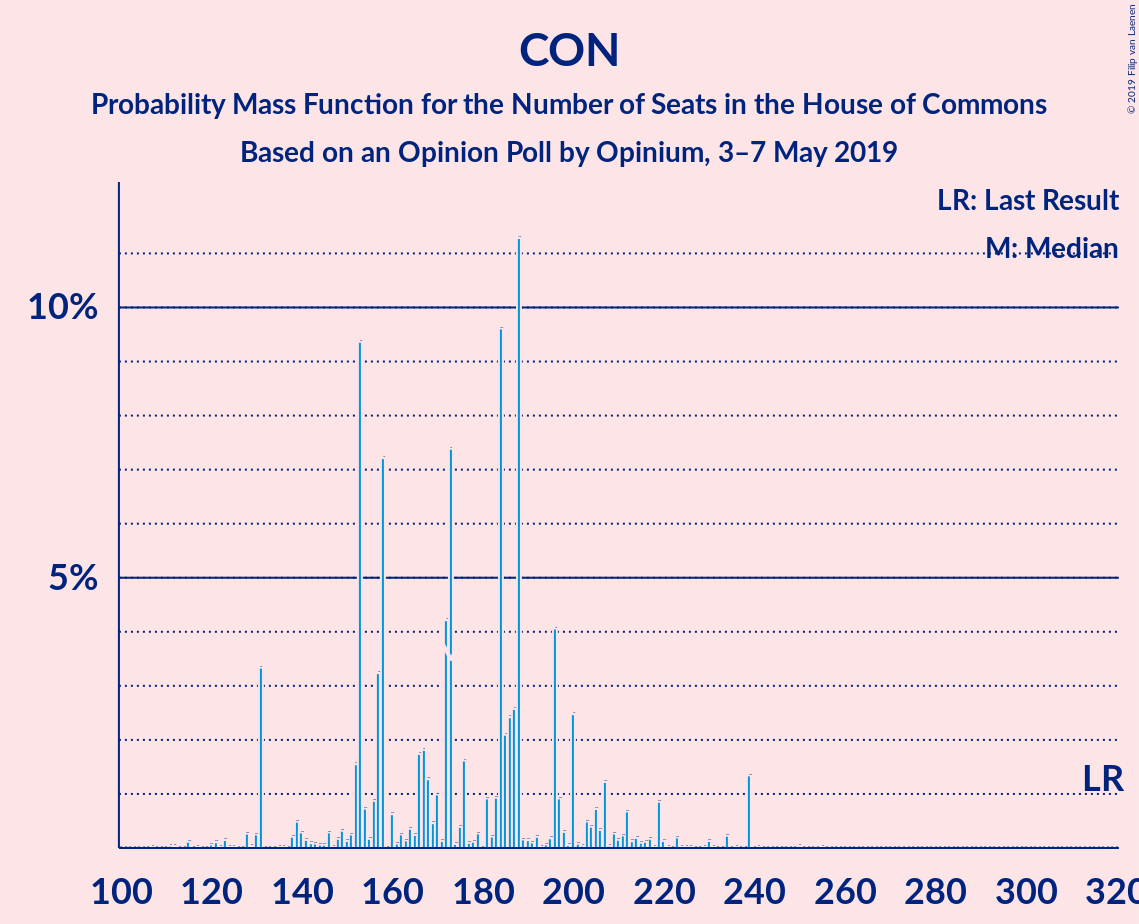 CON
Probability Mass Function for the Number of Seats in the House of Commons
Based on an Opinion Poll by Opinium, 3–7 May 2019
© 2019 Filip van Laenen
LR: Last Result
M: Median
10%
5%
LR
100 120 140 160 180 200 220 240 260 280 300 320